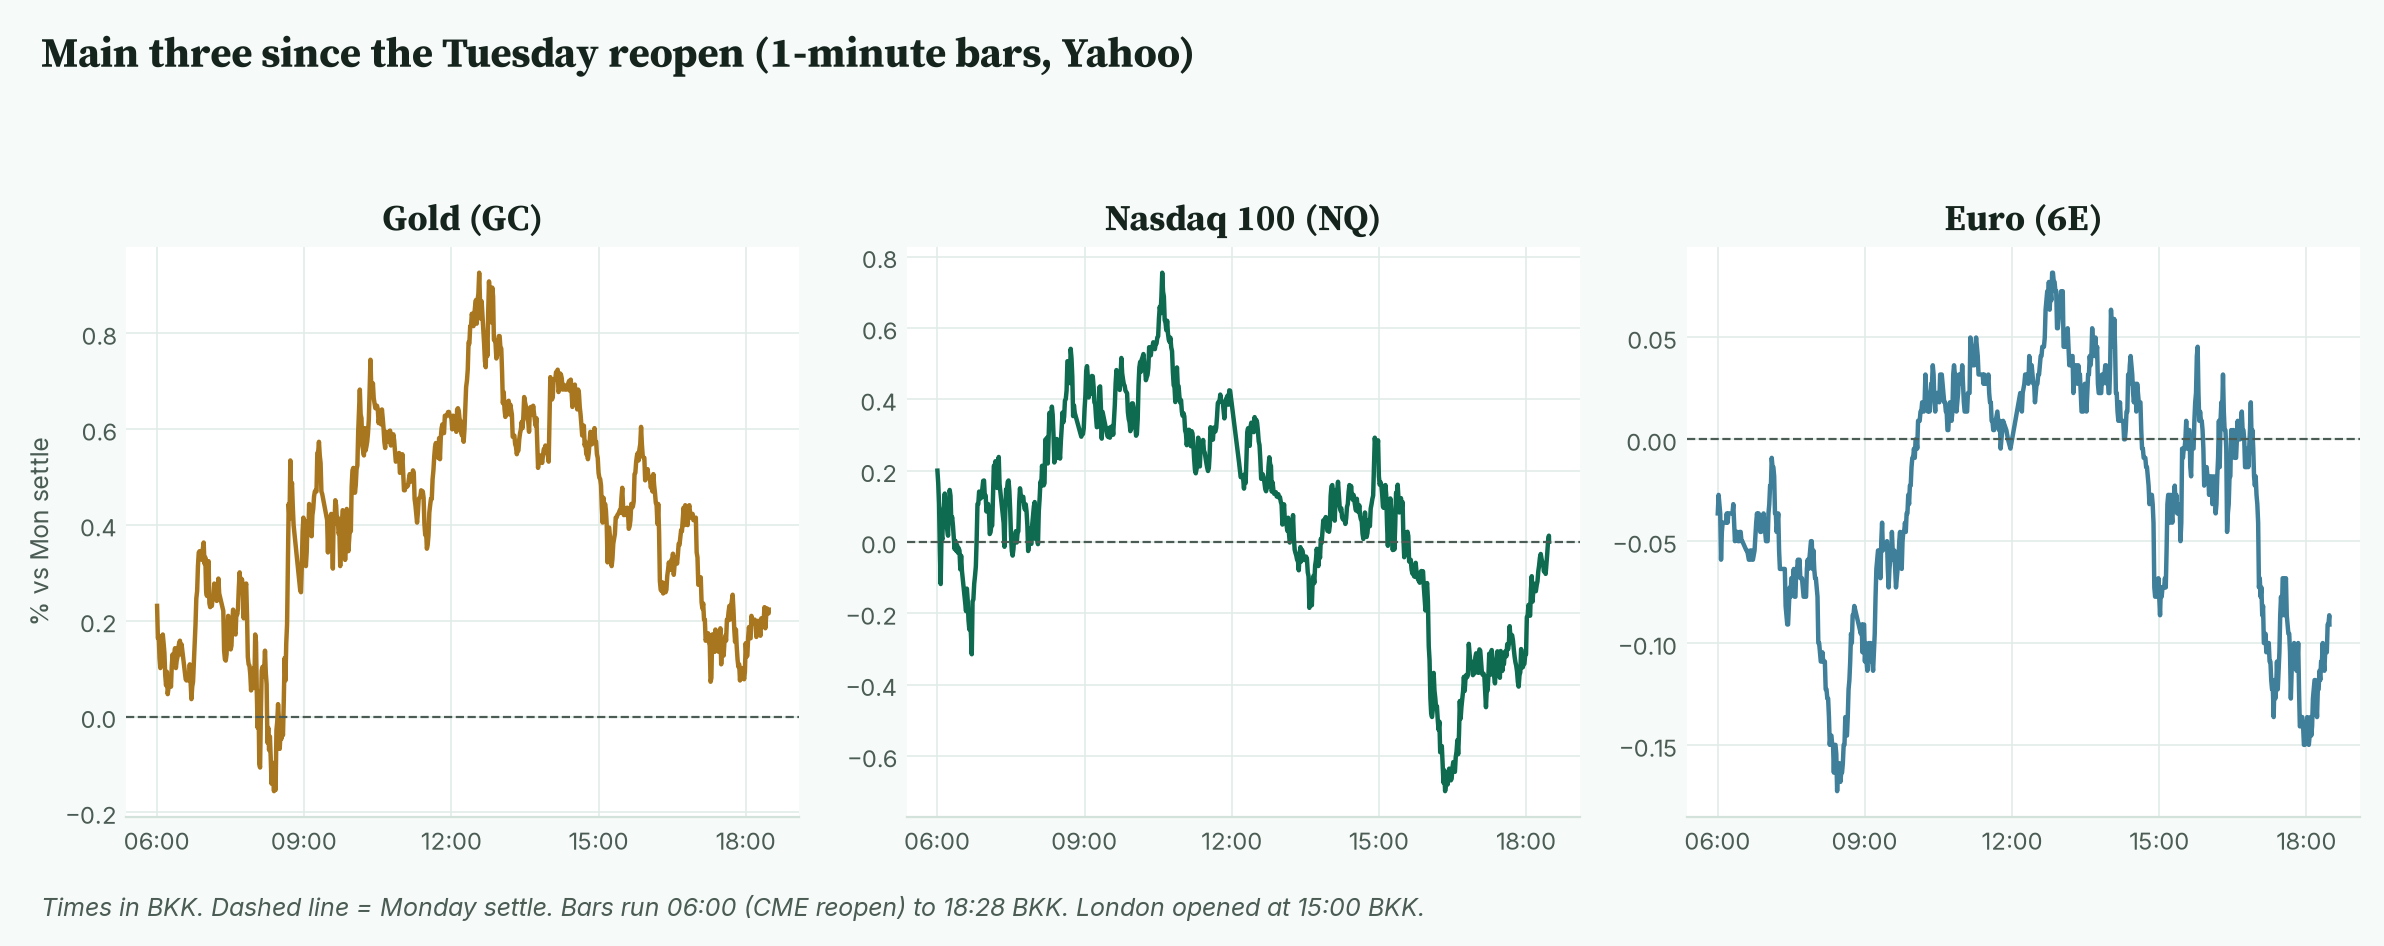 Main three since the Tuesday reopen (1-minute bars, Yahoo)
Gold (GC)
Nasdaq 100 (NQ)
Euro (6E)
% vs Mon settle
0.8
0.6
0.4
0.2
0.0
−0.2
06:00 09:00 12:00 15:00 18:00
0.8
0.6
0.4
0.2
0.0
−0.2
−0.4
−0.6
06:00 09:00 12:00 15:00 18:00
0.05
0.00
−0.05
−0.10
−0.15
06:00 09:00 12:00 15:00 18:00
Times in BKK. Dashed line = Monday settle. Bars run 06:00 (CME reopen) to 18:28 BKK. London opened at 15:00 BKK.